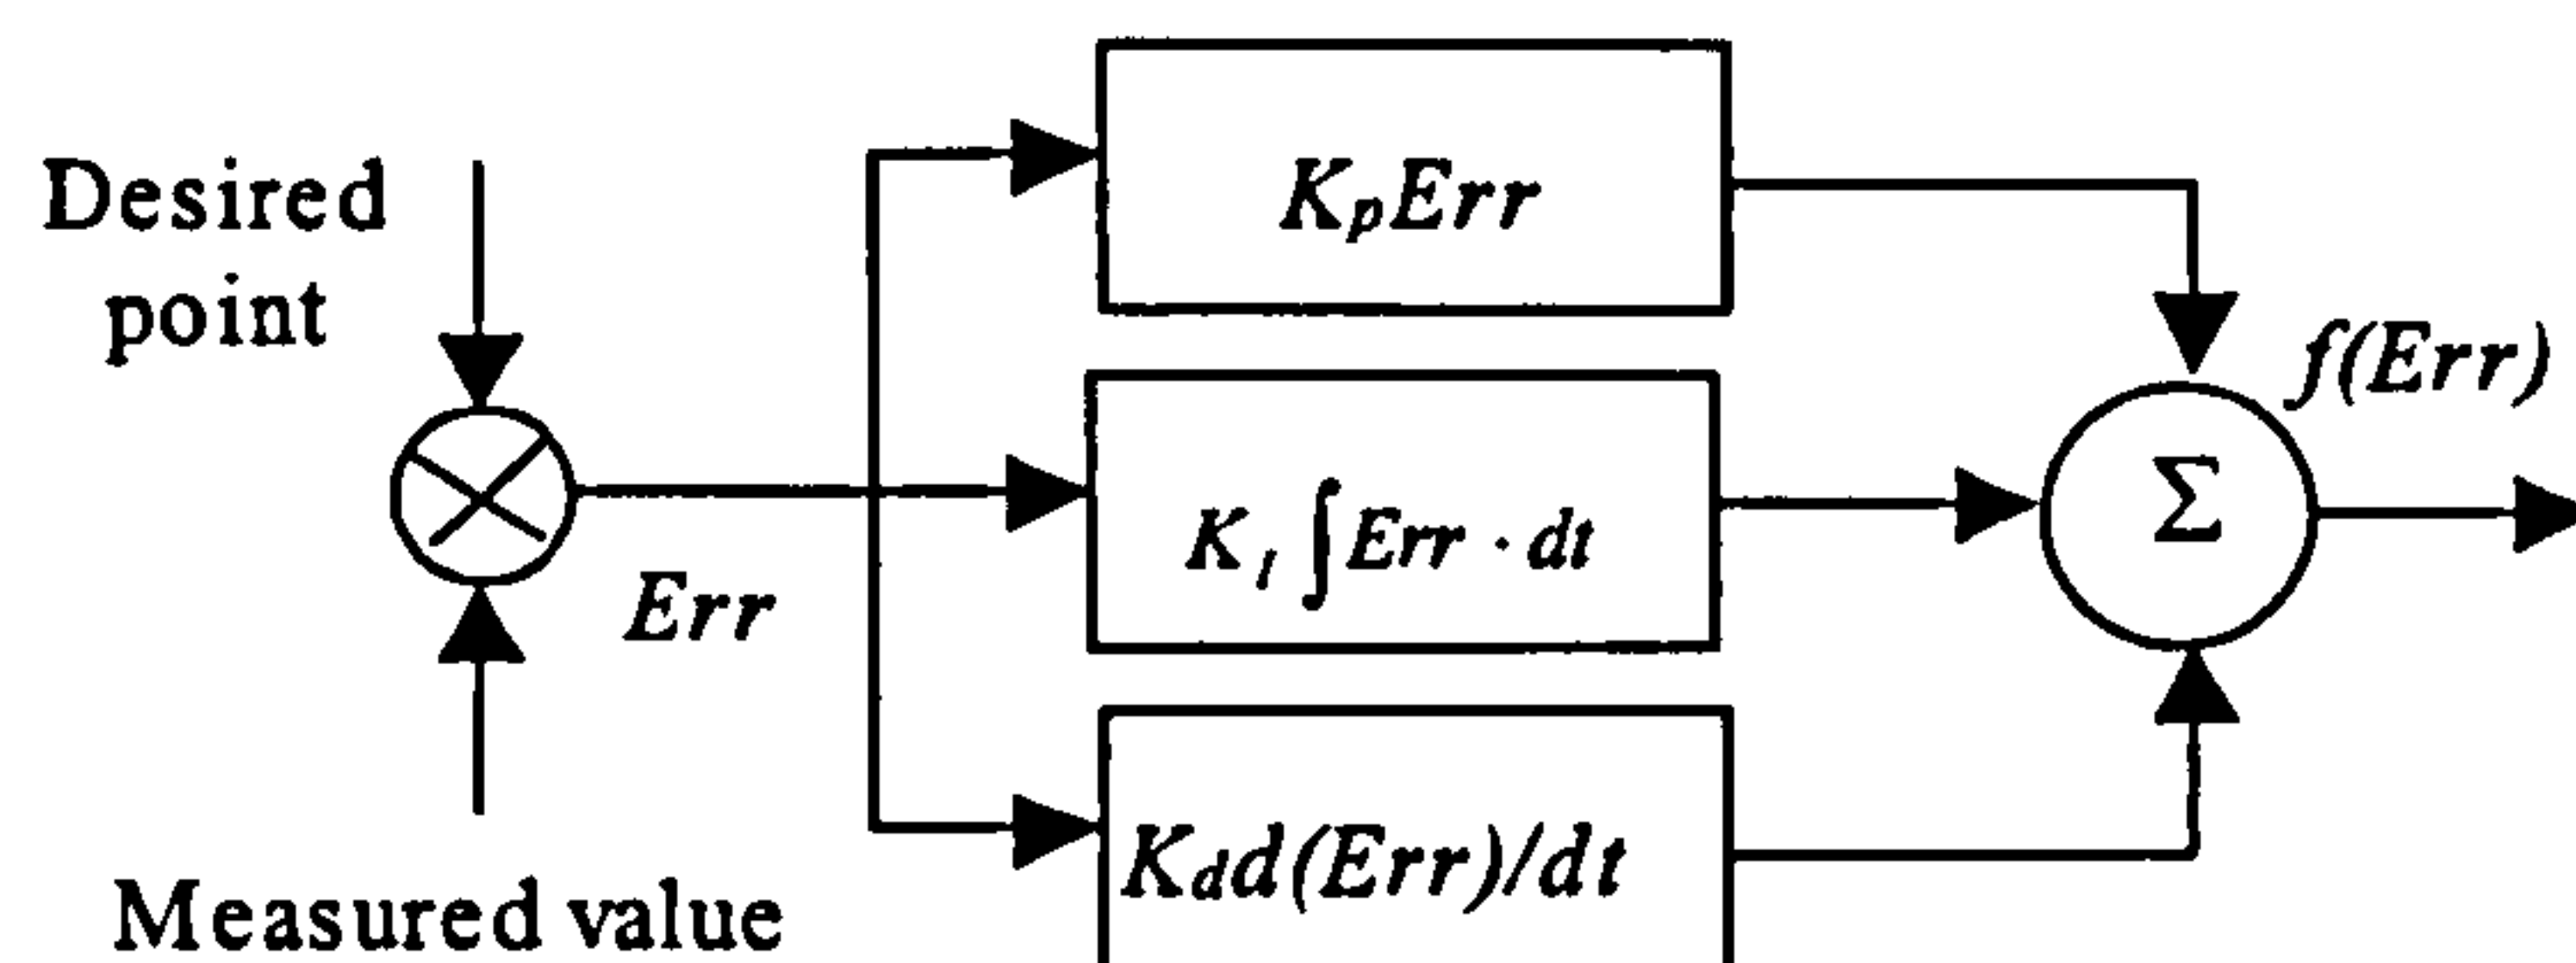 Desired
point
Err
Measured value
KpErr
K_I ∫Err · dt
Kdd(Err)/dt
Σ
f(Err)